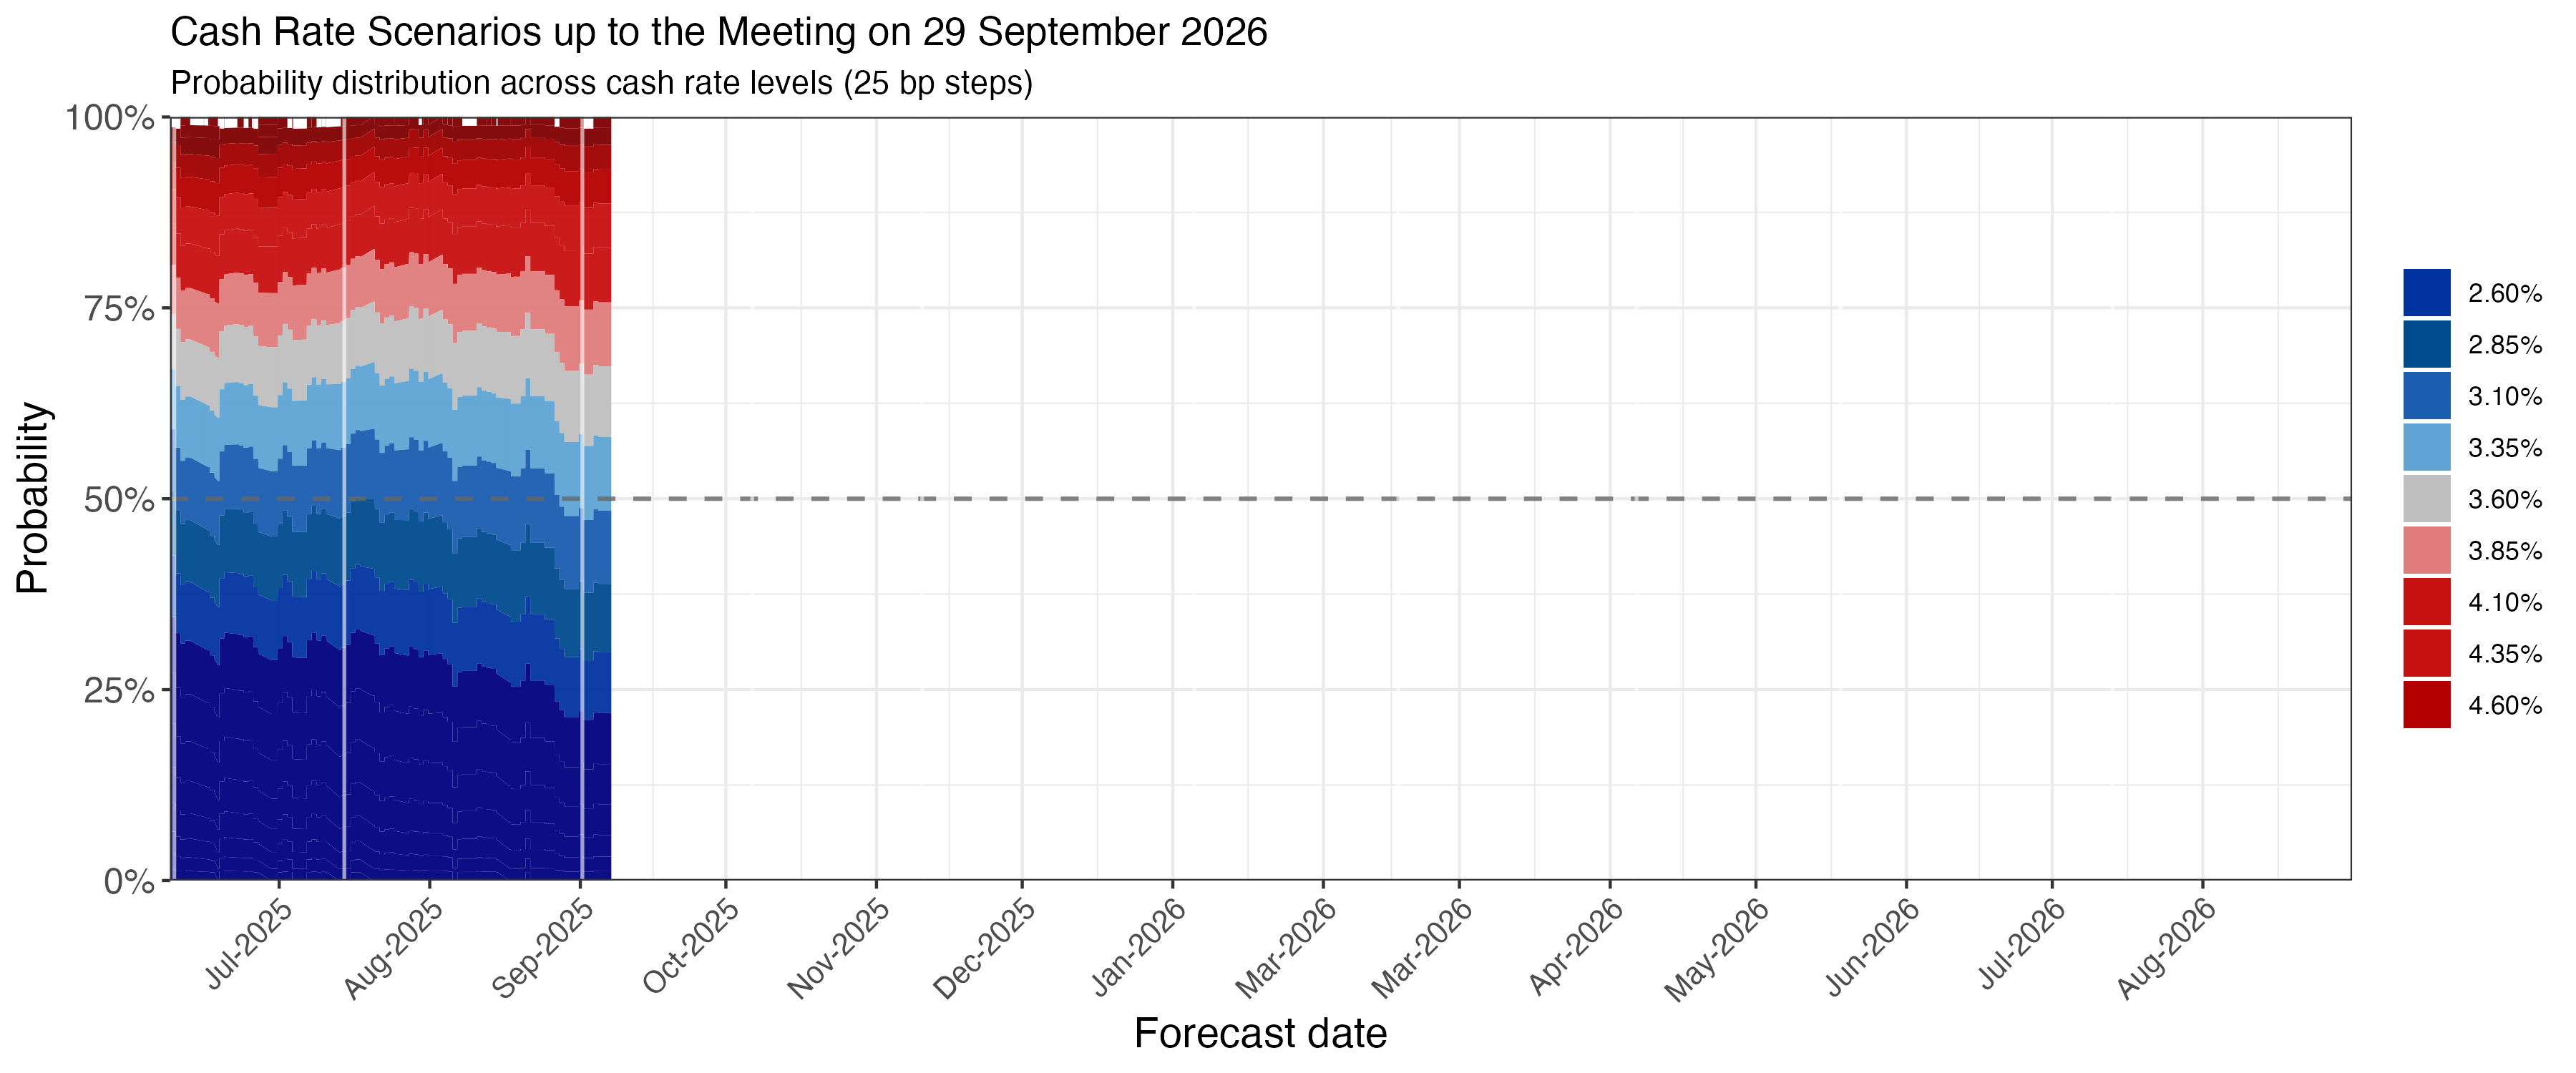 Cash Rate Scenarios up to the Meeting on 29 September 2026
Probability distribution across cash rate levels (25 bp steps)
Probability
100%
75%
50%
25%
0%
Jul-2025
Aug-2025
Sep-2025
Oct-2025
Nov-2025
Dec-2025
Jan-2026
Mar-2026
Mar-2026
Apr-2026
May-2026
Jun-2026
Jul-2026
Aug-2026
Forecast date
2.60%
2.85%
3.10%
3.35%
3.60%
3.85%
4.10%
4.35%
4.60%